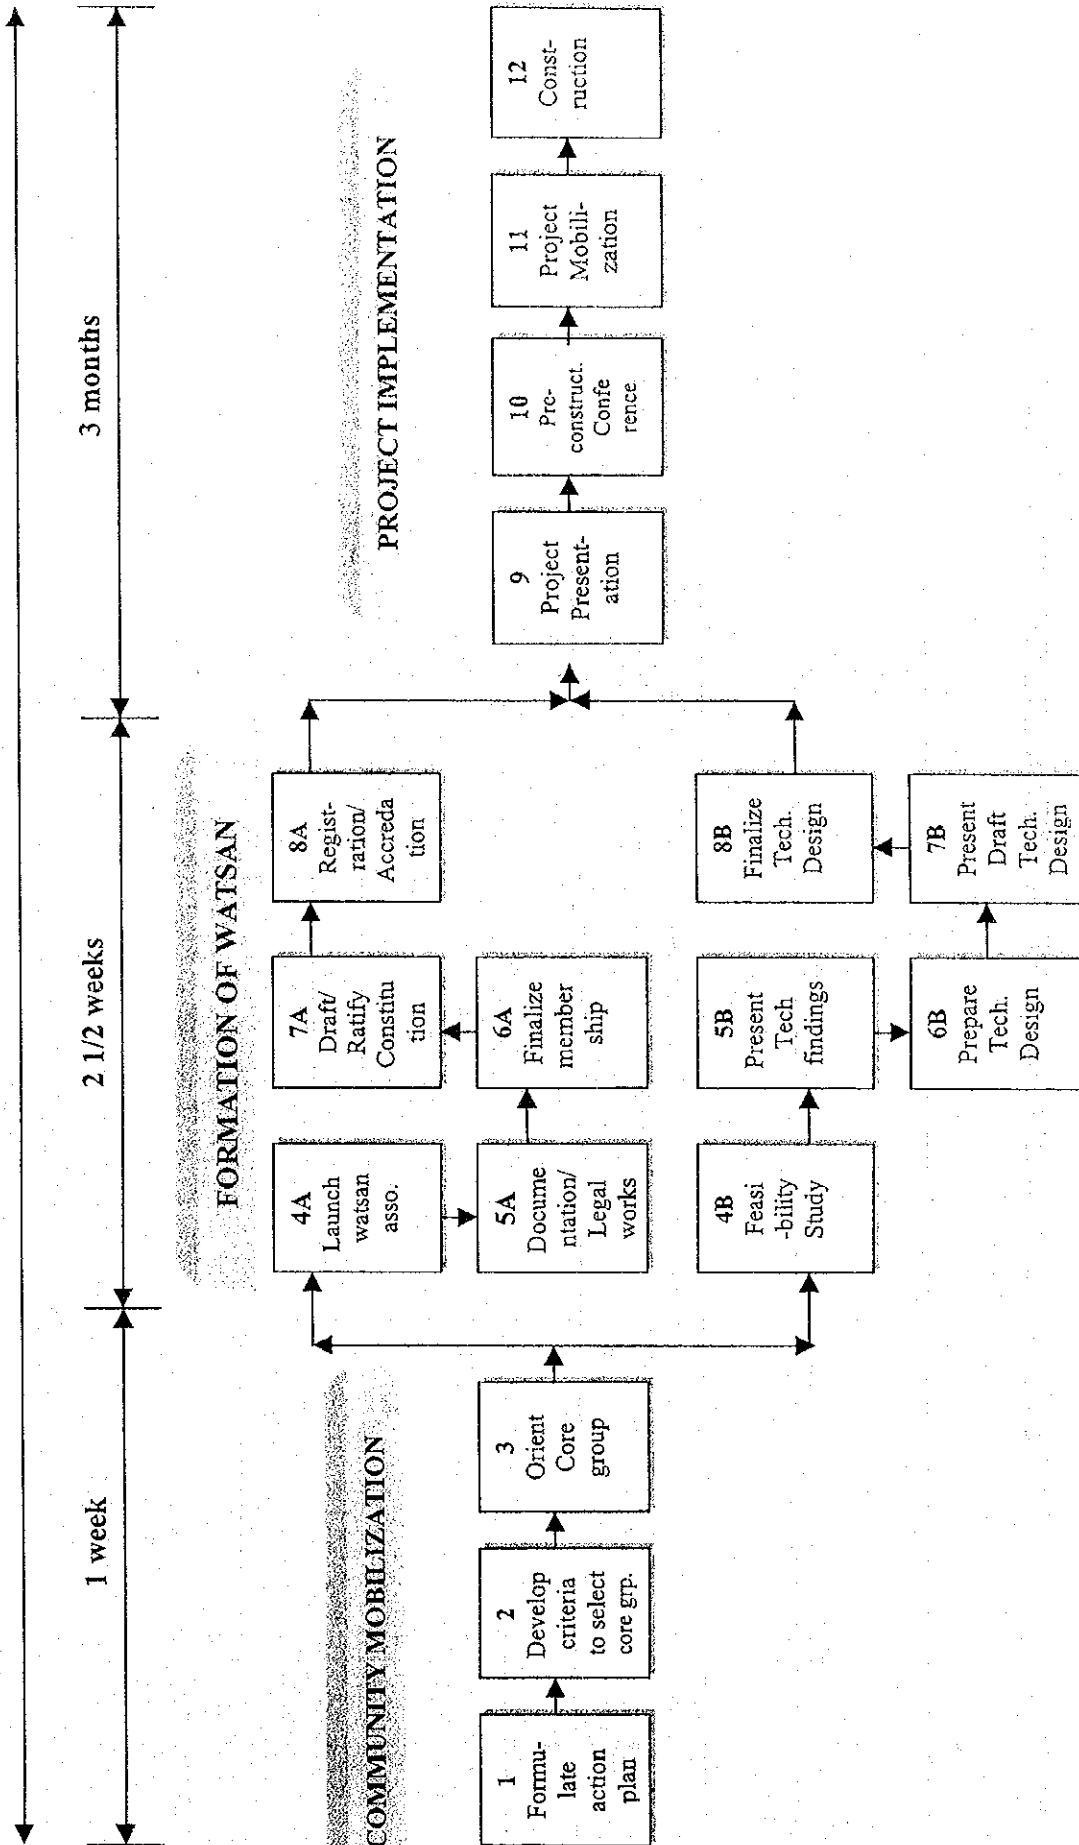 1 week
2 1/2 weeks
3 months
COMMUNITY MOBILIZATION
FORMATION OF WATSAN
PROJECT IMPLEMENTATION
1
Formu-
late
action
plan
2
Develop
criteria
to select
core grp.
3
Orient
Core
group
4A
Launch
watsan
asso.
5A
Docume
ntation/
Legal
works
6A
Finalize
member
ship
7A
Draft/
Ratify
Constitu
tion
8A
Regist-
ration/
Accreda
tion
4B
Feasi
-bility
Study
5B
Present
Tech
findings
6B
Prepare
Tech.
Design
7B
Present
Draft
Tech.
Design
8B
Finalize
Tech.
Design
9
Project
Present-
ation
10
Pre-
construct.
Confe
rence
11
Project
Mobili-
zation
12
Const-
ruction